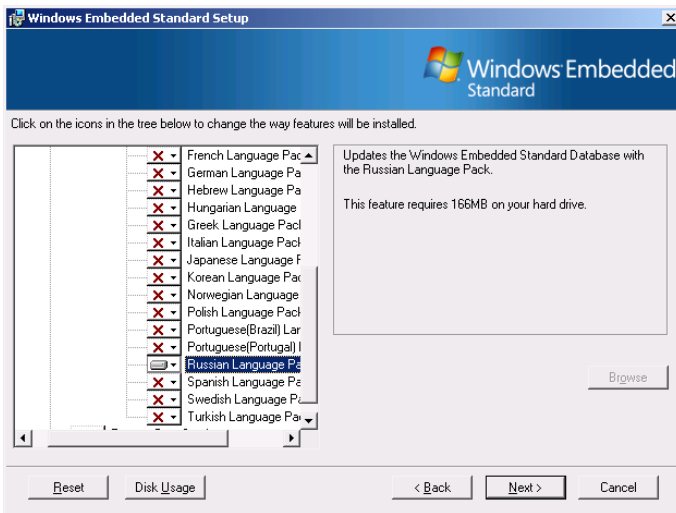 Windows Embedded Standard Setup
Windows Embedded
Standard
Click on the icons in the tree below to change the way features will be installed.
French Language Pac
German Language Pa
Hebrew Language Pa
Hungarian Language
Greek Language Pacl
Italian Language Pack
Japanese Language F
Korean Language Pac
Norwegian Language
Polish Language Pack
Portuguese(Brazil) Lar
Portuguese(Portugal) l
Russian Language Pa
Spanish Language Pa
Swedish Language Pa
Turkish Language Pa
Updates the Windows Embedded Standard Database with
the Russian Language Pack.
This feature requires 166MB on your hard drive.
Browse
Reset
Disk Usage
< Back
Next >
Cancel